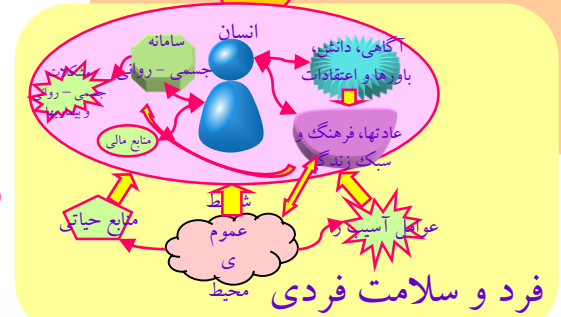 انسان
سامانه
جسمی – روانی
مشکلات
جسمی – روانی
و بیماریها
آگاهی، دانش،
باورها و اعتقادات
منابع مالی
عادتها، فرهنگ و
سبک زندگی
شرایط
عمومی
محیط
منابع حیاتی
عوامل آسیب زا
فرد و سلامت فردی